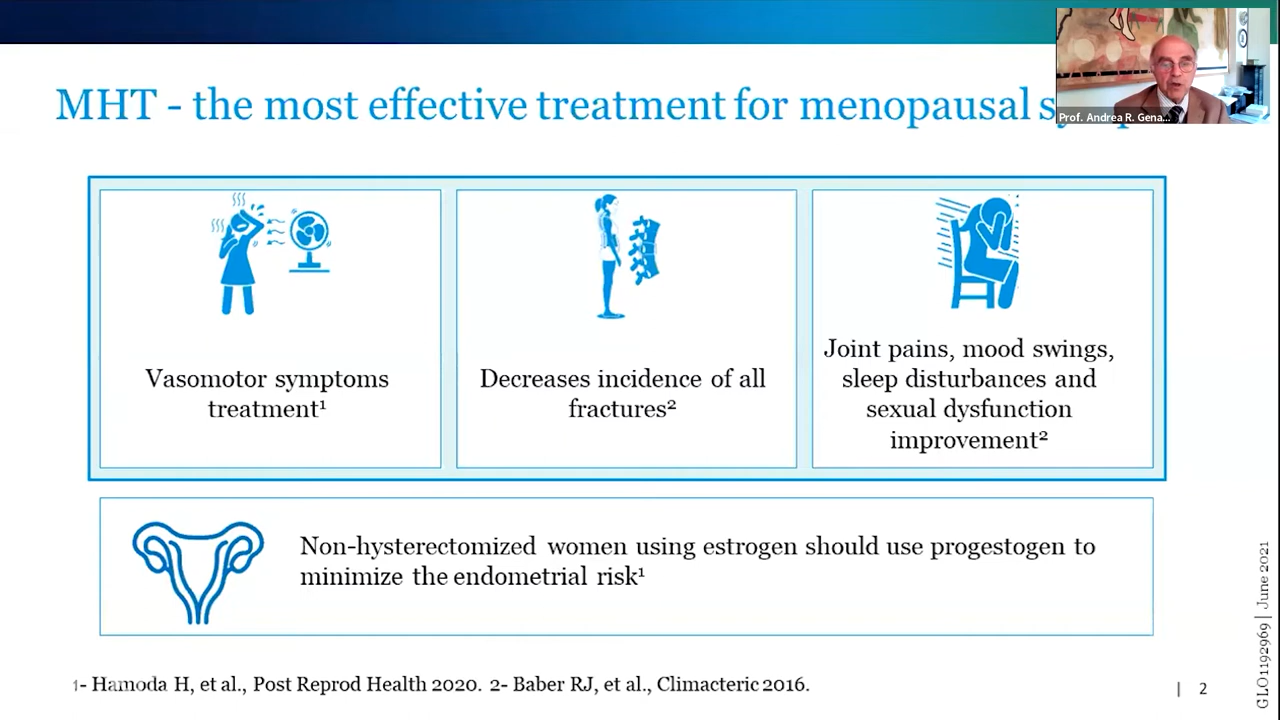 MHT - the most effective treatment for menopausal
Prof. Andrea R. Gena...
Vasomotor symptoms
treatment¹
Decreases incidence of all
fractures²
Joint pains, mood swings,
sleep disturbances and
sexual dysfunction
improvement²
Non-hysterectomized women using estrogen should use progestogen to
minimize the endometrial risk¹
1- Hamoda H, et al., Post Reprod Health 2020. 2- Baber RJ, et al., Climacteric 2016.
| 2
GLO1192969 | June 2021